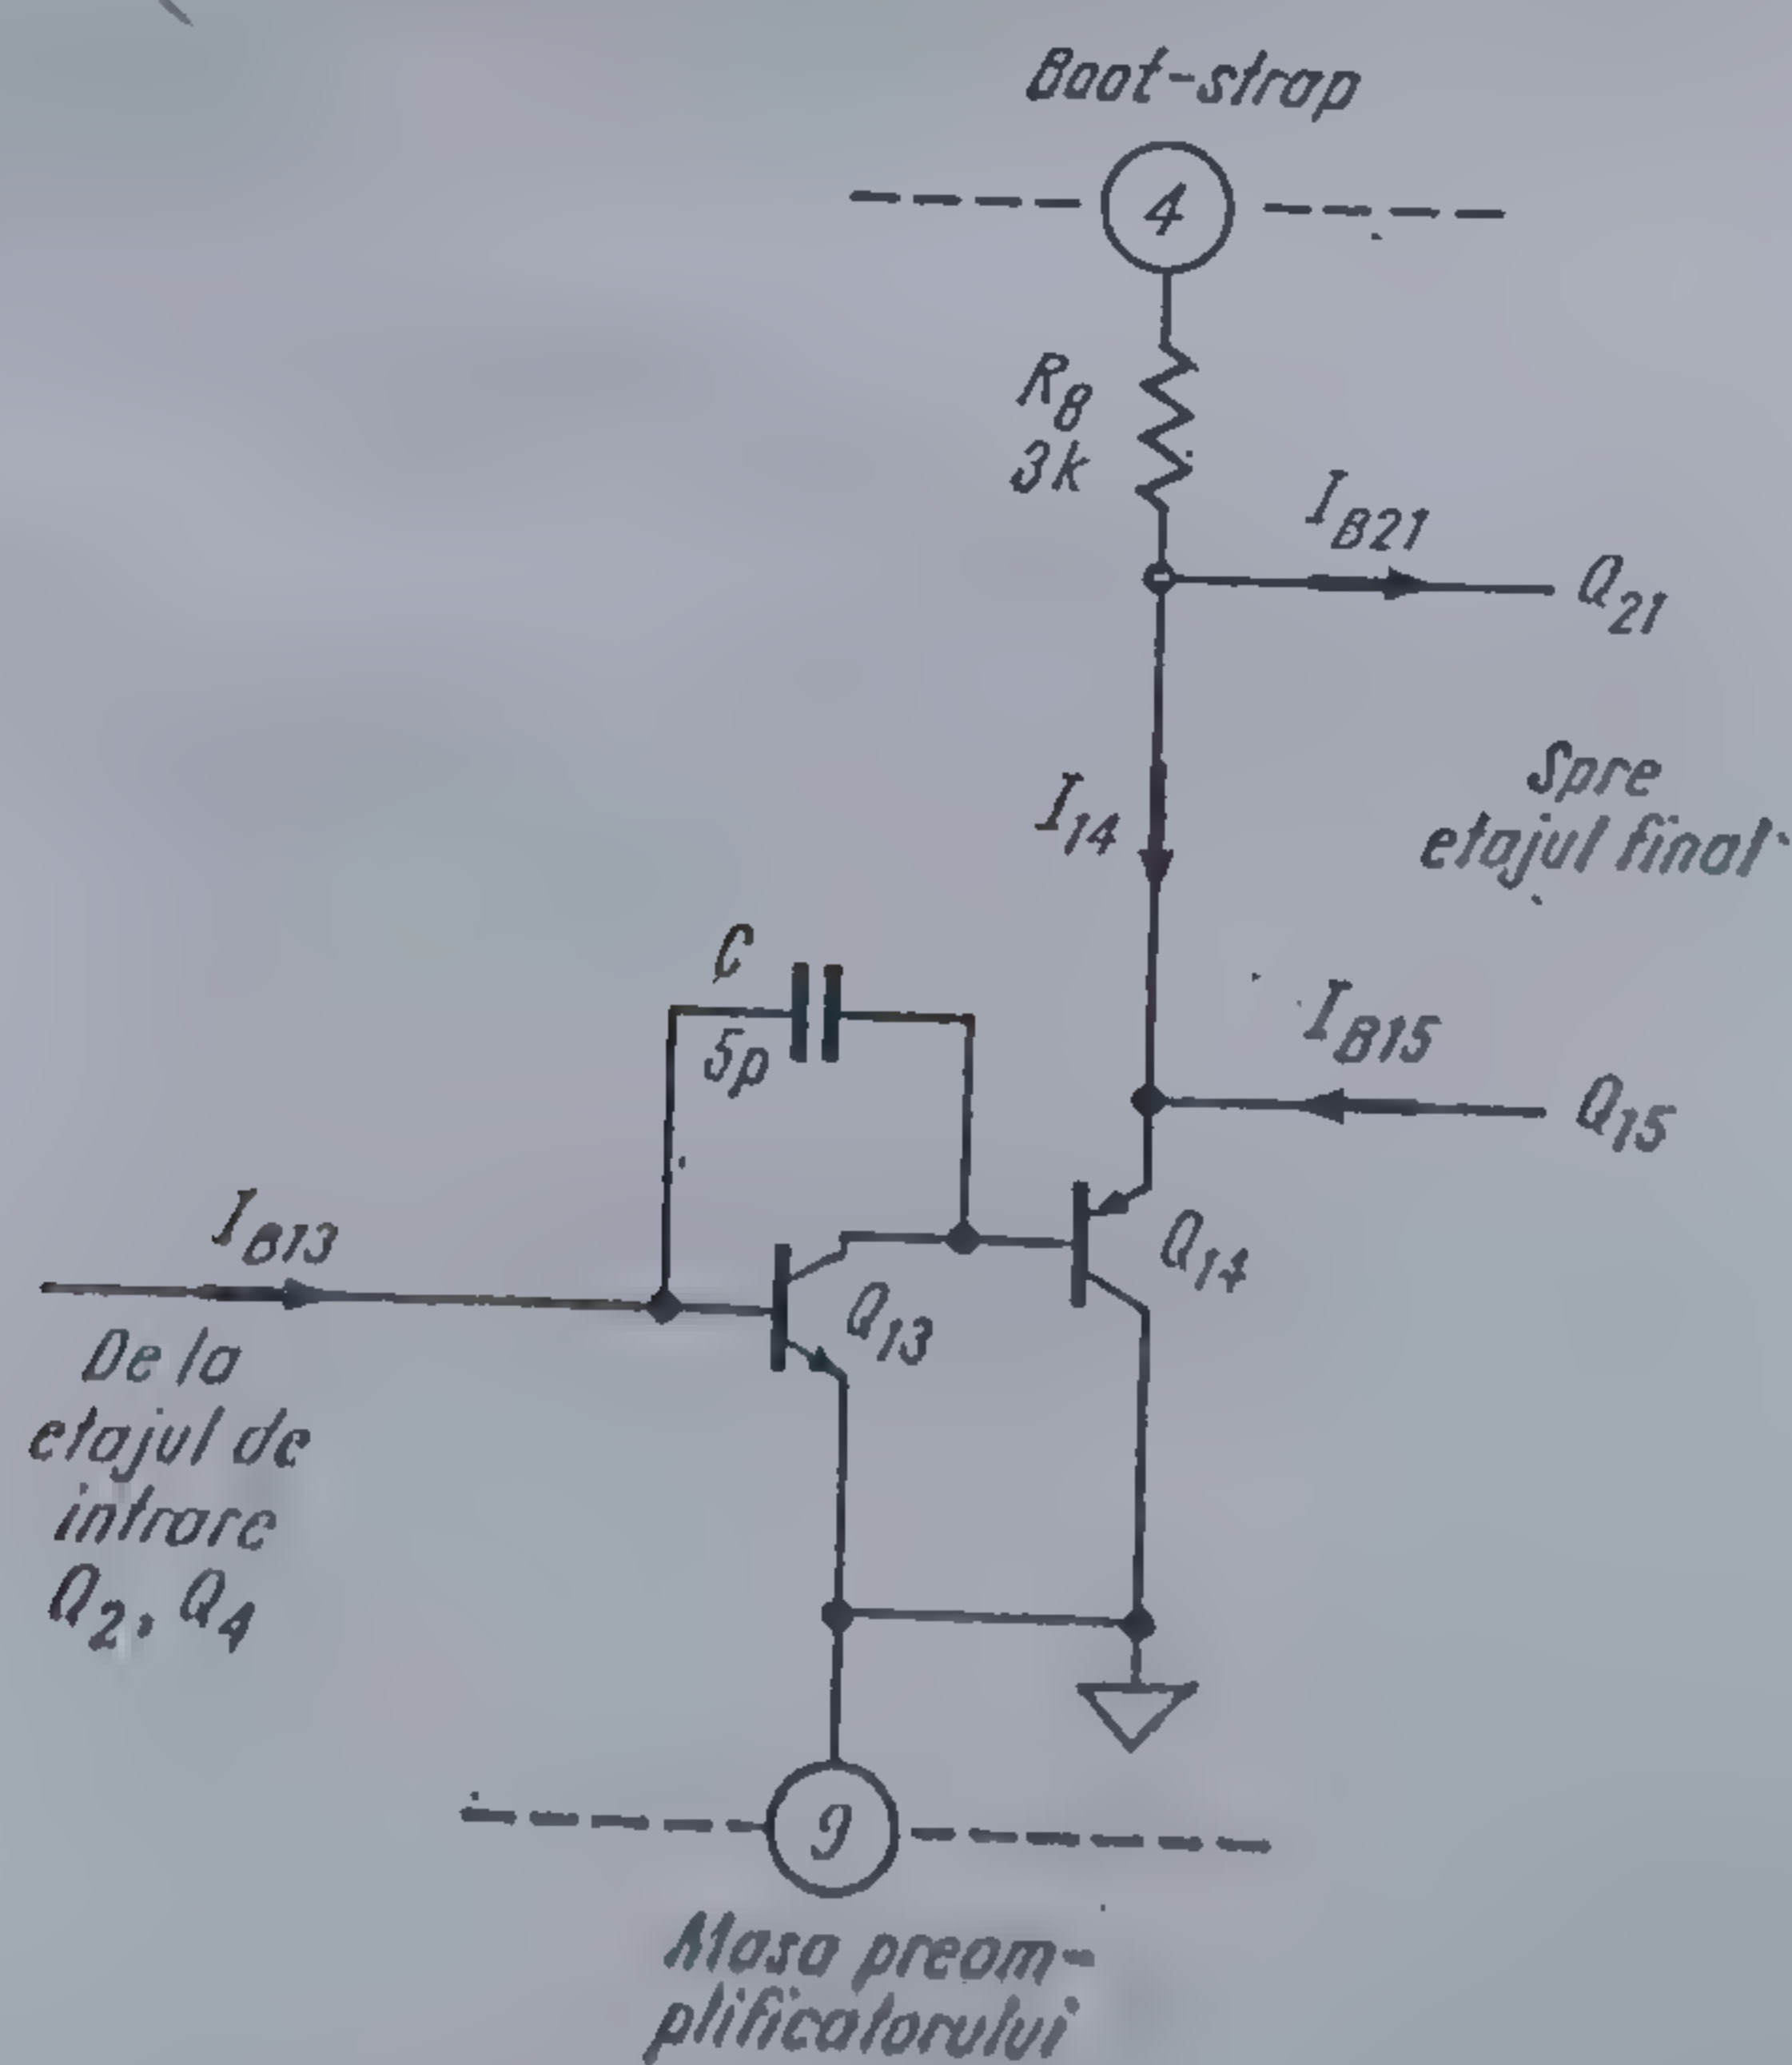 Boot-strap
4
R8
3k
IB21
Q21
I14
Spre
etajul final
C
5p
IB15
Q15
IB13
Q14
Q13
De la
etajul de
intrare
Q2, Q4
9
Masa pream-
plificatorului